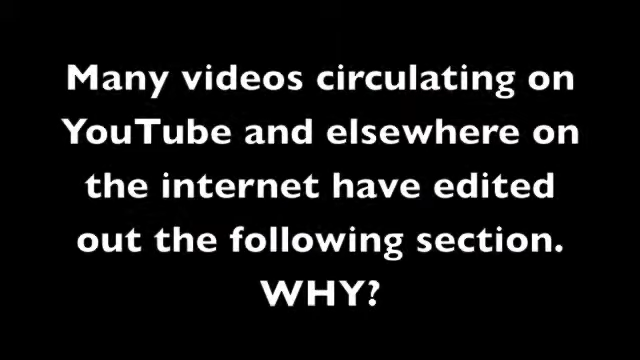 Many videos circulating on
YouTube and elsewhere on
the internet have edited
out the following section.
WHY?